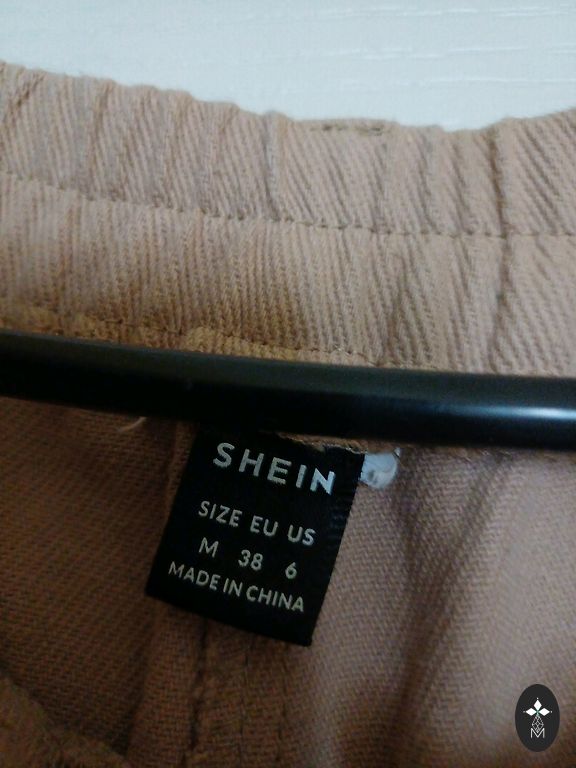 SHEIN
SIZE EU US
M 38 6
MADE IN CHINA
M